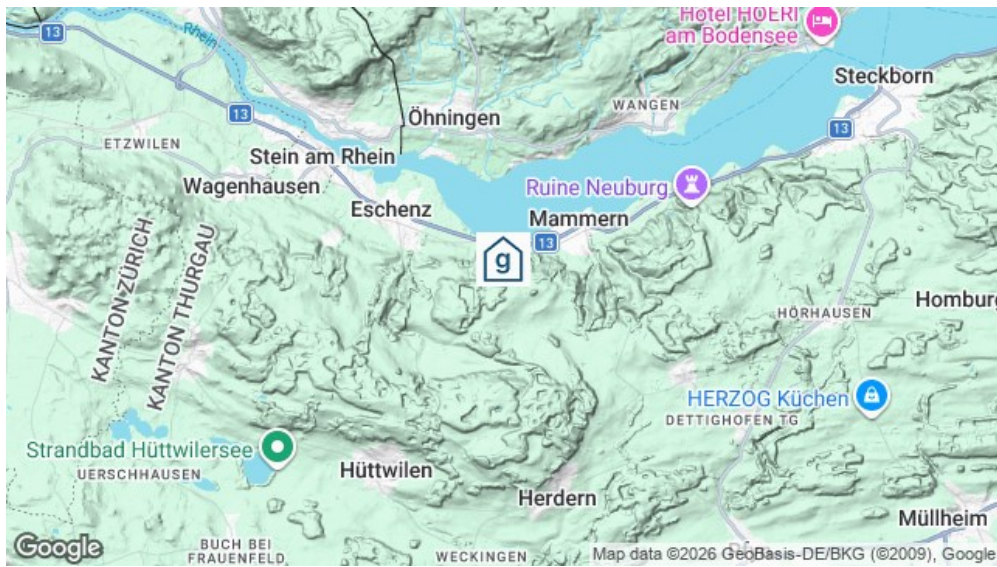 Hotel HOERI
am Bodensee
Rhein
13
Steckborn
WANGEN
13
Öhningen
13
ETZWILEN
Stein am Rhein
Wagenhausen
Ruine Neuburg
Eschenz
Mammern
13
g
KANTON ZÜRICH
KANTON THURGAU
Homburg
HÖRHAUSEN
HERZOG Küchen
DETTIGHOFEN TG
Strandbad Hüttwilersee
UERSCHHAUSEN
Hüttwilen
Herdern
Müllheim
Google
BUCH BEI
FRAUENFELD
WECKINGEN
Map data ©2026 GeoBasis-DE/BKG (©2009), Google